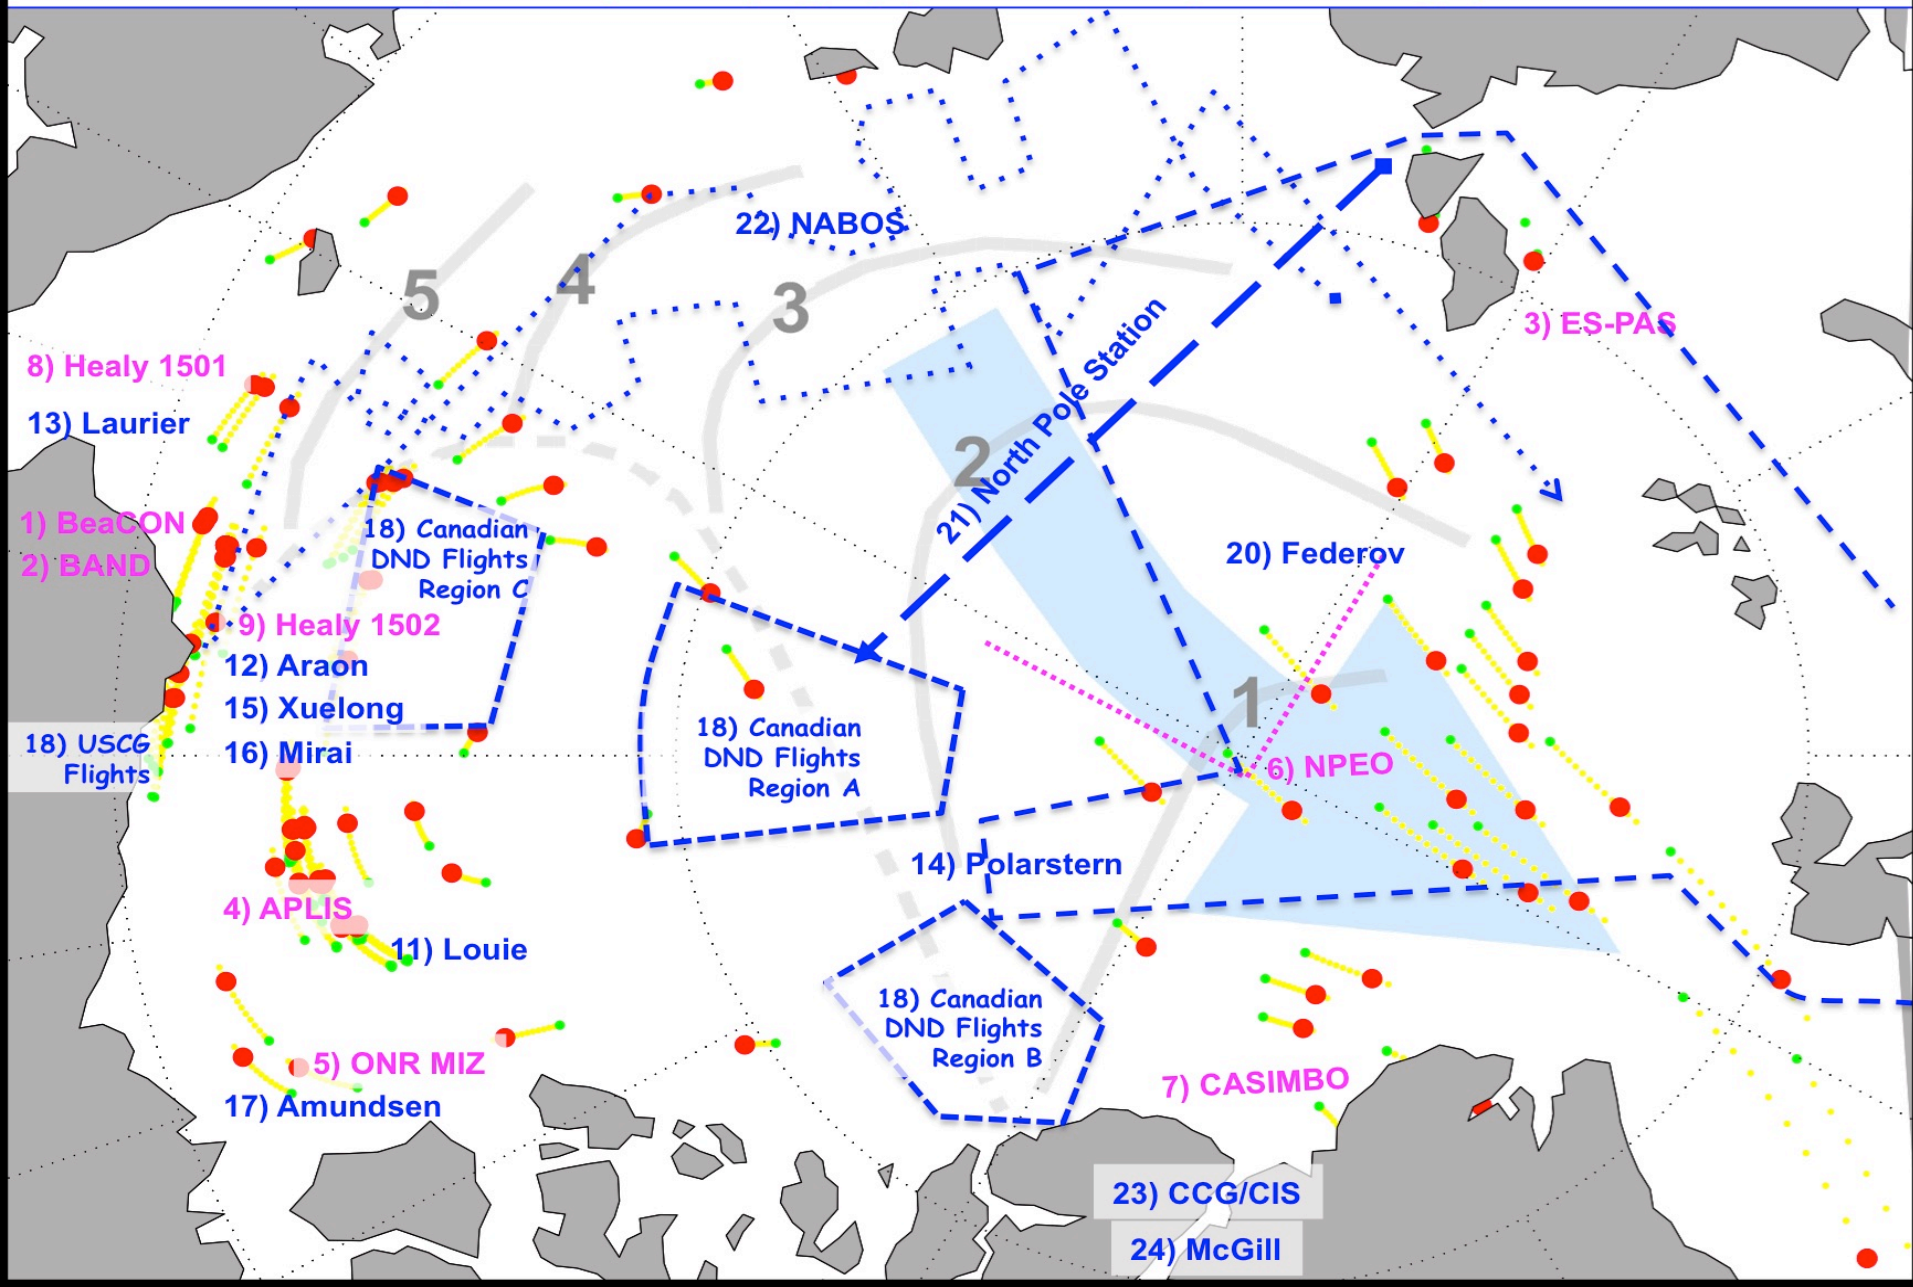 22) NABOS
5
4
3
3) ES-PAS
8) Healy 1501
13) Laurier
21) North Pole Station
2
1) BeaCON
2) BAND
18) Canadian
DND Flights
Region C
20) Federov
9) Healy 1502
12) Araon
15) Xuelong
16) Mirai
18) USCG
Flights
18) Canadian
DND Flights
Region A
1
6) NPEO
14) Polarstern
4) APLIS
11) Louie
18) Canadian
DND Flights
Region B
5) ONR MIZ
17) Amundsen
7) CASIMBO
23) CCG/CIS
24) McGill